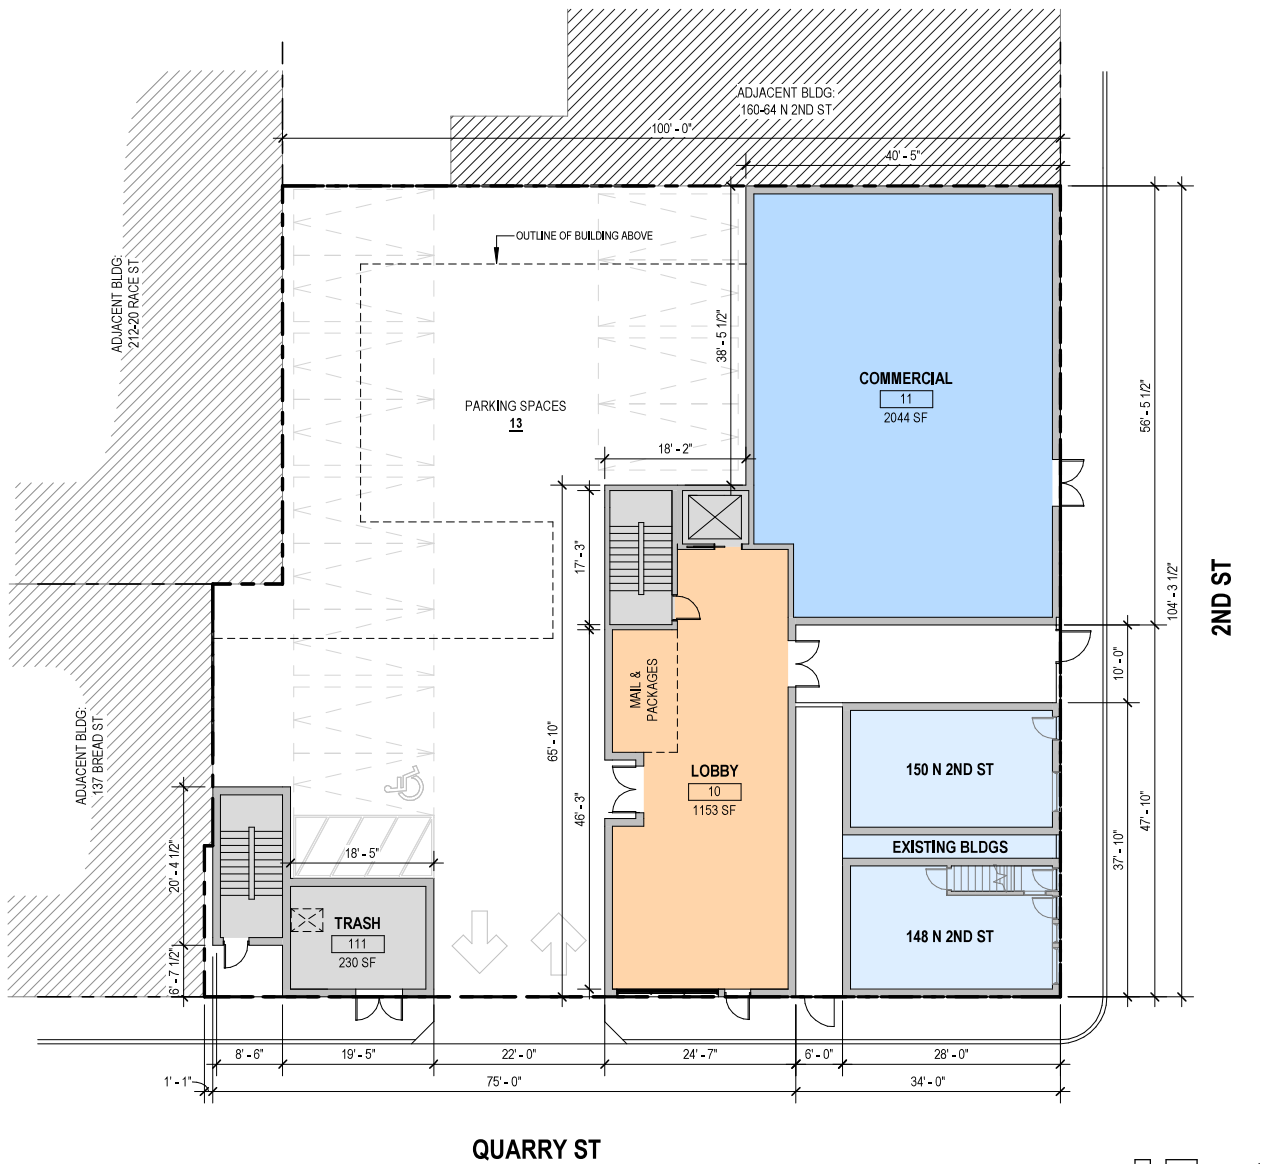 ADJACENT BLDG:
160-64 N 2ND ST
100' - 0"
40' - 5"
OUTLINE OF BUILDING ABOVE
ADJACENT BLDG:
212-20 RACE ST
38' - 5 1/2"
COMMERCIAL
11
2044 SF
PARKING SPACES
13
56' - 5 1/2"
18' - 2"
17' - 3"
104' - 3 1/2"
2ND ST
10' - 0"
MAIL &
PACKAGES
ADJACENT BLDG:
137 BREAD ST
65' - 10"
LOBBY
10
1153 SF
150 N 2ND ST
46' - 3"
47' - 10"
EXISTING BLDGS
37' - 10"
18' - 5"
20' - 4 1/2"
TRASH
111
230 SF
148 N 2ND ST
6' - 7 1/2"
8' - 6"
19' - 5"
22' - 0"
24' - 7"
6' - 0"
28' - 0"
1' - 1"
75' - 0"
34' - 0"
QUARRY ST